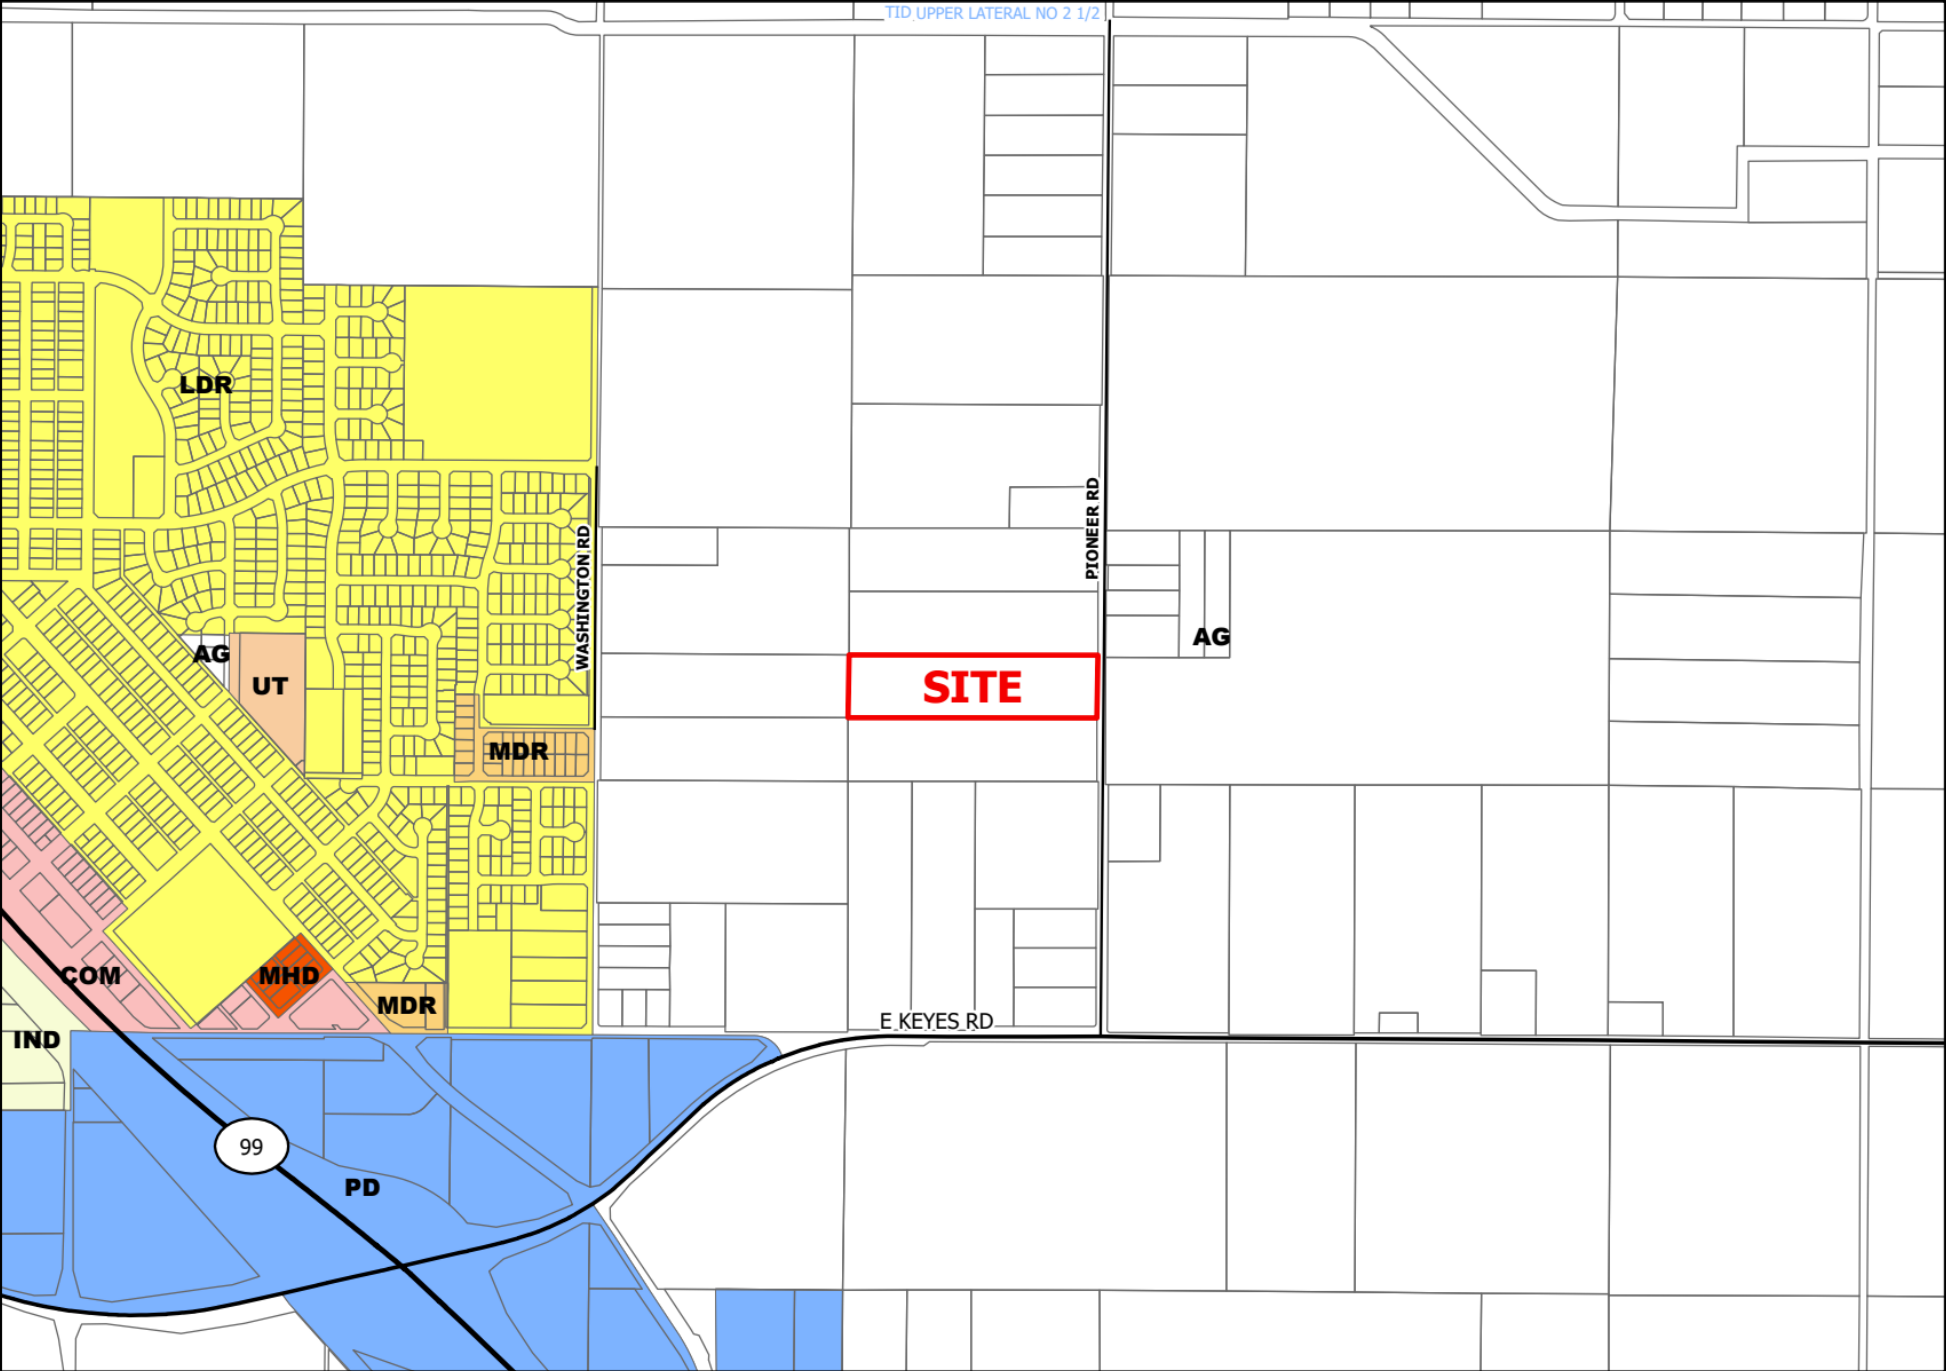 TID UPPER LATERAL NO 2 1/2
LDR
PIONEER RD
WASHINGTON RD
AG
AG
UT
SITE
MDR
COM
MHD
MDR
E KEYES RD
IND
99
PD